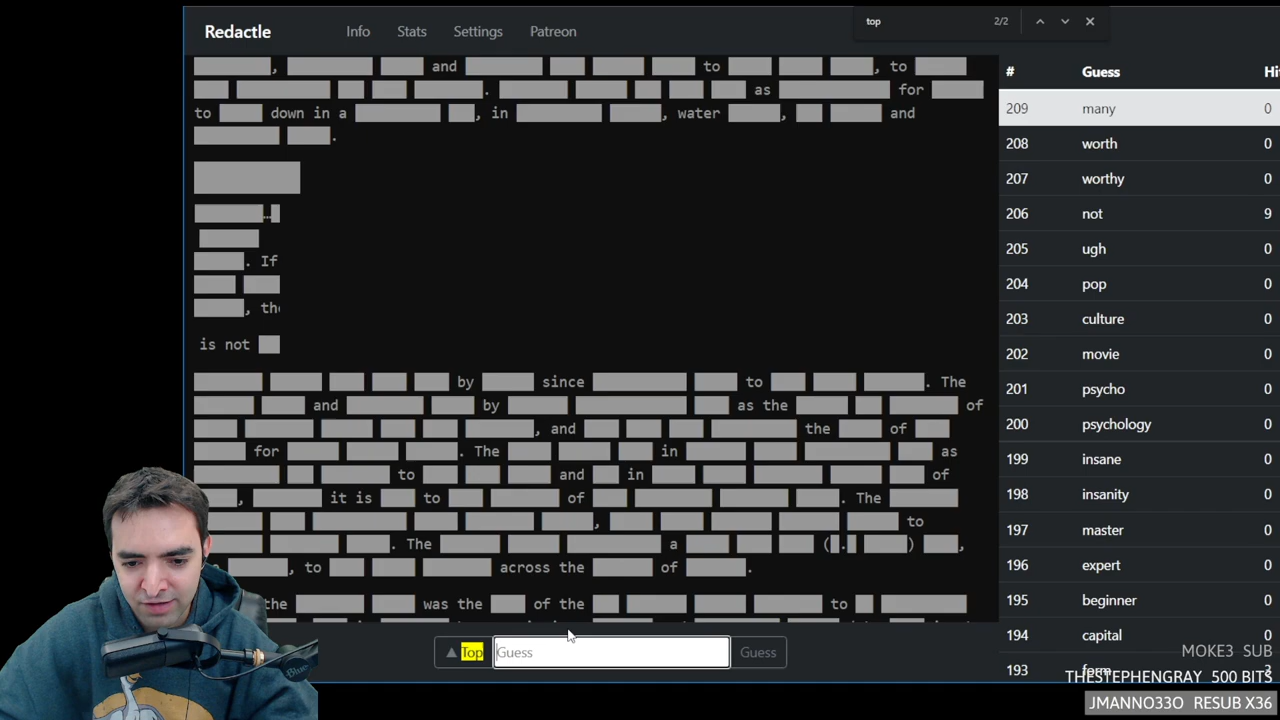 Redactle Info Stats Settings Patreon
top 2/2
# Guess Hi
, and to , to
. as for
to down in a , in , water , and
.
…
. If
, the
is not
by since to . The
and by as the of
, and the of
for . The in as
to and in of
, it is to of . The
, to
. The a ( . ) ,
, to across the of .
the was the of the to
209 many 0
208 worth 0
207 worthy 0
206 not 9
205 ugh 0
204 pop 0
203 culture 0
202 movie 0
201 psycho 0
200 psychology 0
199 insane 0
198 insanity 0
197 master 0
196 expert 0
195 beginner 0
194 capital 0
193 form 3
▲ Top Guess Guess
MOKE3 SUB
THESTEPHENGRAY 500 BITS
JMANNO33O RESUB X36
Blue